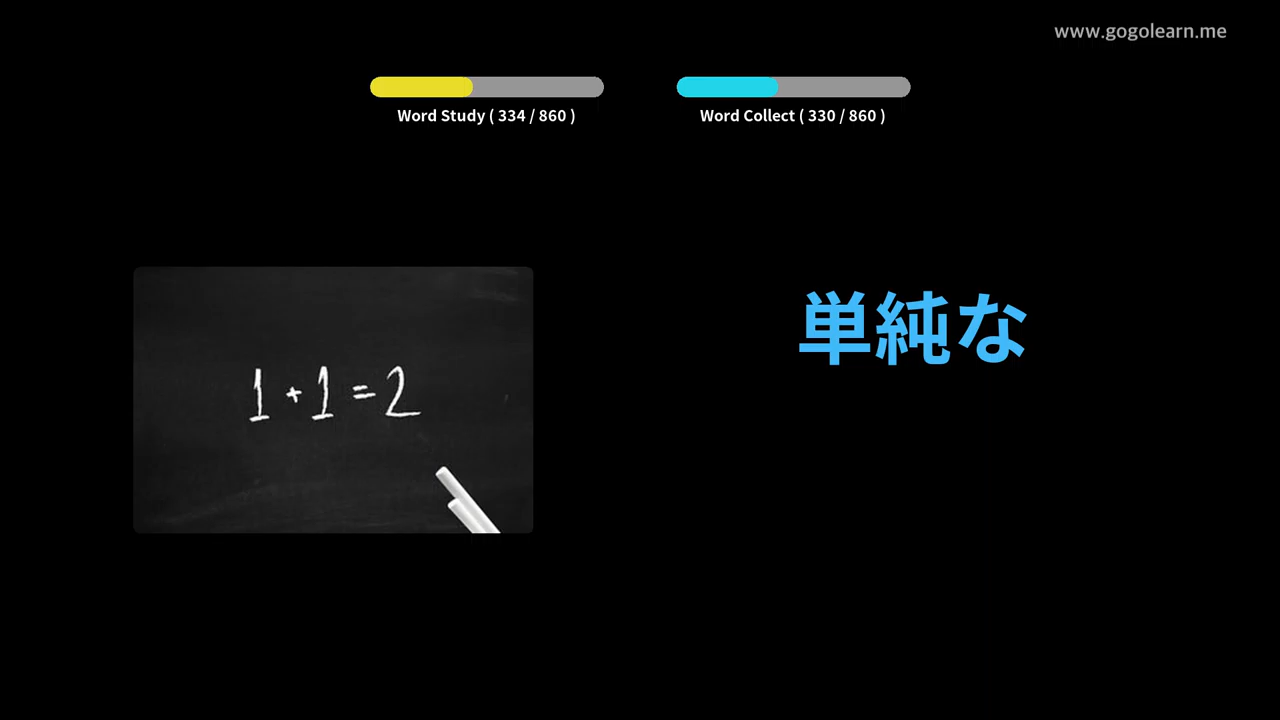 www.gogolearn.me
Word Study ( 334 / 860 )
Word Collect ( 330 / 860 )
1 + 1 = 2
単純な